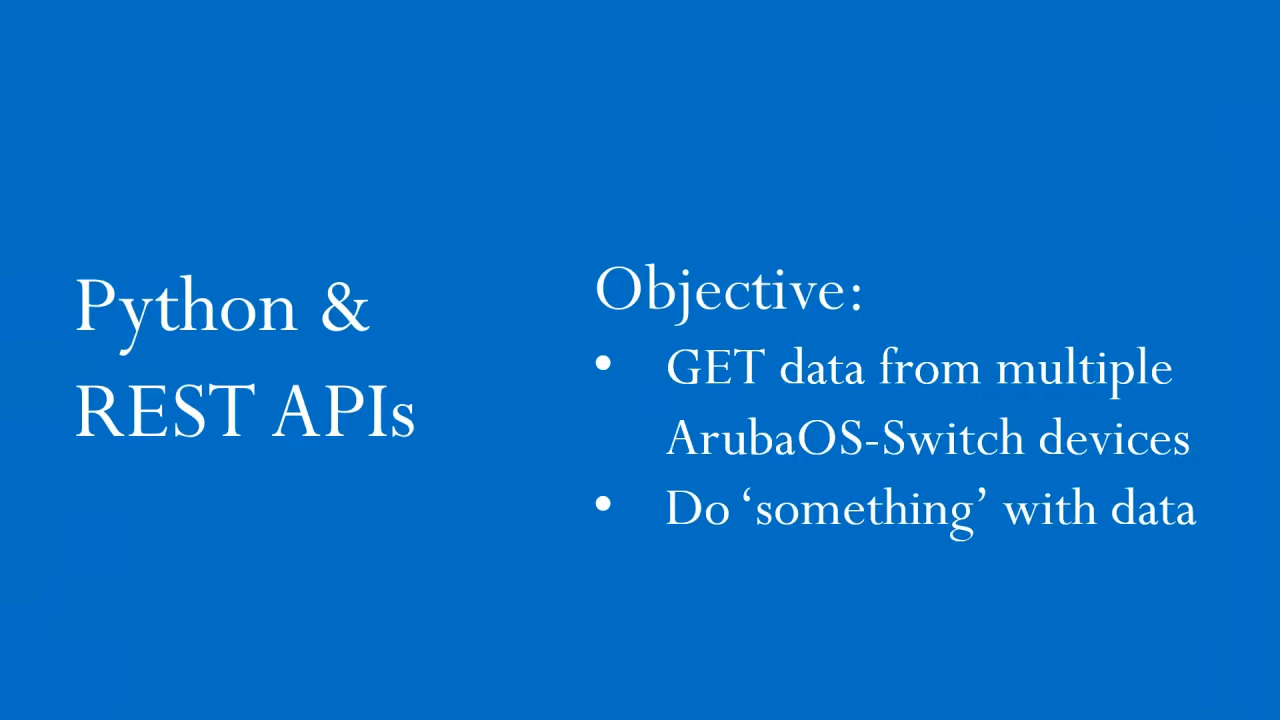 Python &
REST APIs
Objective:
• GET data from multiple
ArubaOS-Switch devices
• Do ‘something’ with data